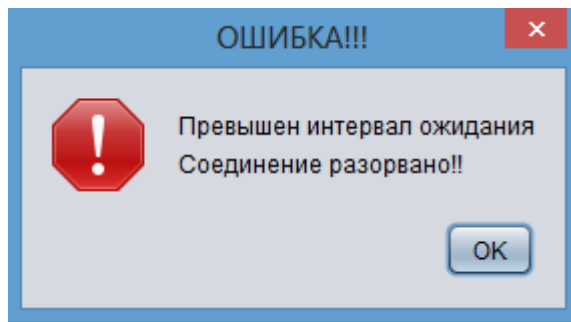 ОШИБКА!!!
Превышен интервал ожидания
Соединение разорвано!!
OK